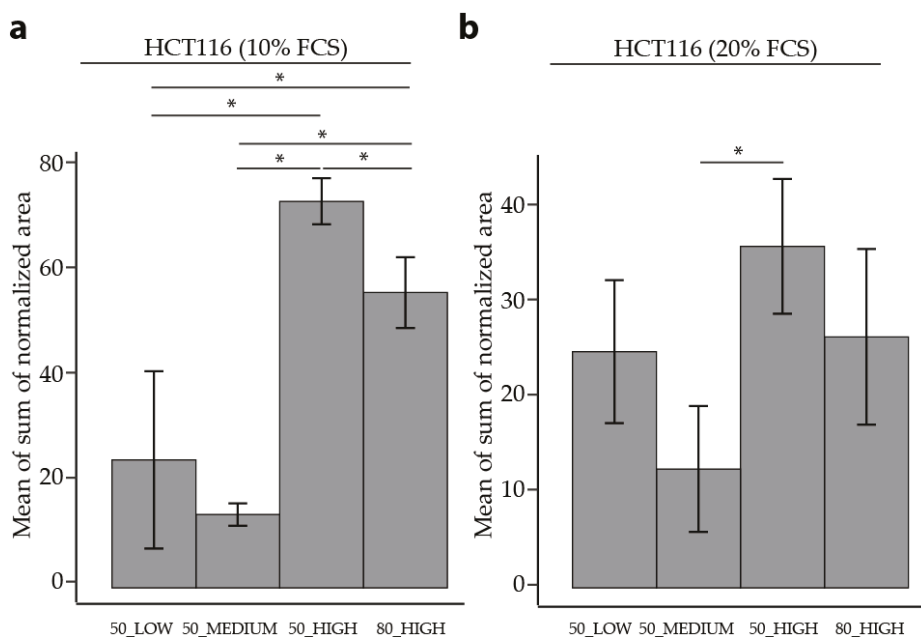 a
HCT116 (10% FCS)
*
*
*
* *
Mean of sum of normalized area
80
60
40
20
0
50_LOW 50_MEDIUM 50_HIGH 80_HIGH
b
HCT116 (20% FCS)
*
Mean of sum of normalized area
40
30
20
10
0
50_LOW 50_MEDIUM 50_HIGH 80_HIGH